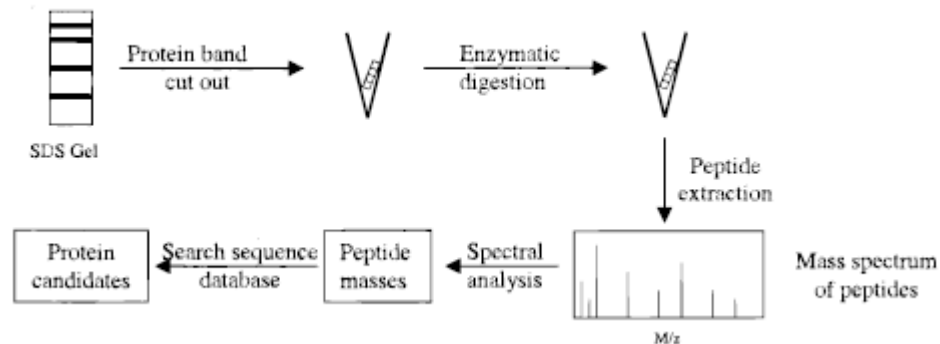 SDS Gel
Protein band
cut out
Enzymatic
digestion
Peptide
extraction
Mass spectrum
of peptides
M/z
Spectral
analysis
Peptide
masses
Search sequence
database
Protein
candidates